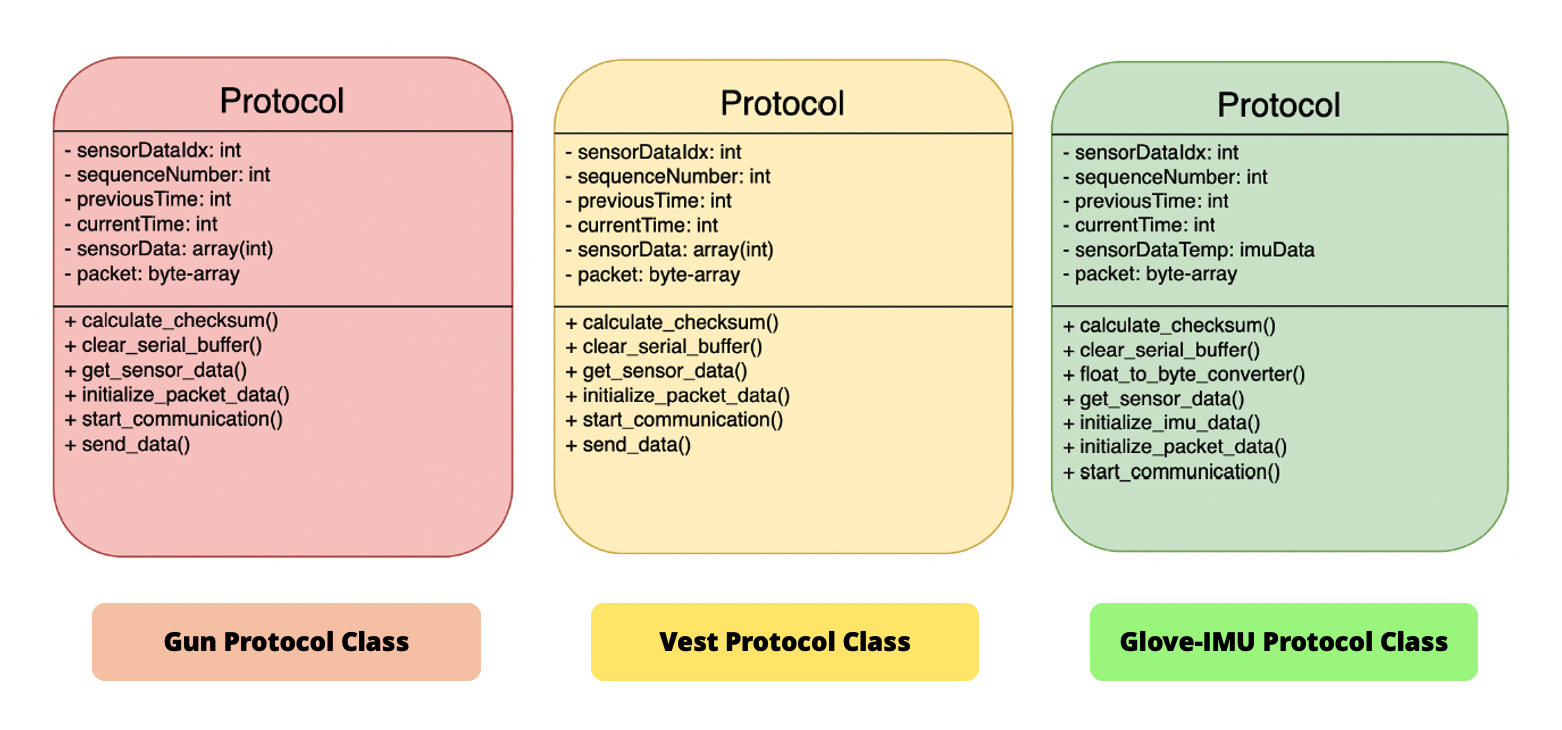 Protocol
- sensorDataIdx: int
- sequenceNumber: int
- previousTime: int
- currentTime: int
- sensorData: array(int)
- packet: byte-array
+ calculate_checksum()
+ clear_serial_buffer()
+ get_sensor_data()
+ initialize_packet_data()
+ start_communication()
+ send_data()
Gun Protocol Class
Protocol
- sensorDataIdx: int
- sequenceNumber: int
- previousTime: int
- currentTime: int
- sensorData: array(int)
- packet: byte-array
+ calculate_checksum()
+ clear_serial_buffer()
+ get_sensor_data()
+ initialize_packet_data()
+ start_communication()
+ send_data()
Vest Protocol Class
Protocol
- sensorDataIdx: int
- sequenceNumber: int
- previousTime: int
- currentTime: int
- sensorDataTemp: imuData
- packet: byte-array
+ calculate_checksum()
+ clear_serial_buffer()
+ float_to_byte_converter()
+ get_sensor_data()
+ initialize_imu_data()
+ initialize_packet_data()
+ start_communication()
Glove-IMU Protocol Class